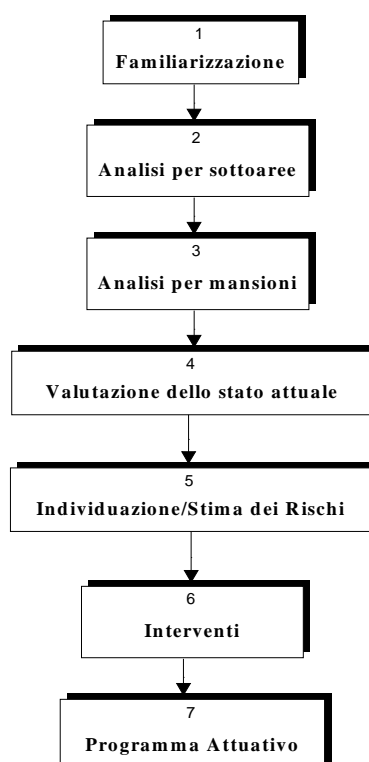 1
Familiarizzazione
2
Analisi per sottoaree
3
Analisi per mansioni
4
Valutazione dello stato attuale
5
Individuazione/Stima dei Rischi
6
Interventi
7
Programma Attuativo